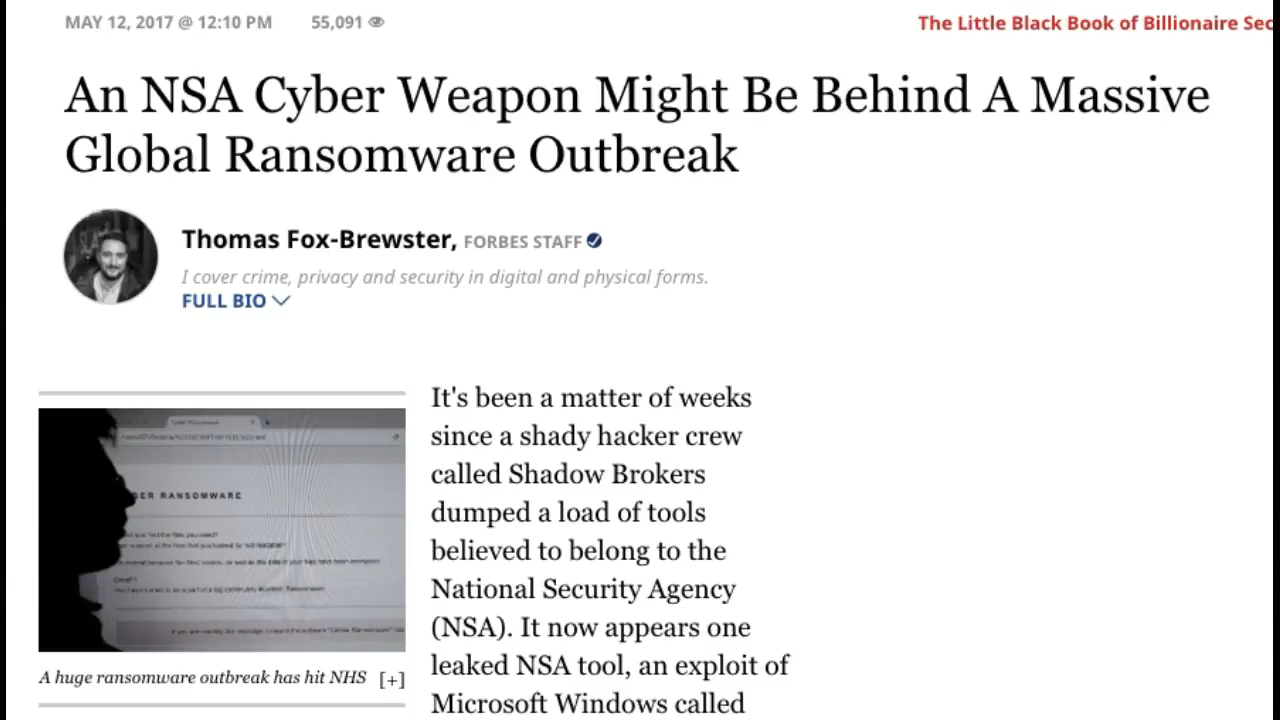 MAY 12, 2017 @ 12:10 PM 55,091
The Little Black Book of Billionaire Sec
An NSA Cyber Weapon Might Be Behind A Massive
Global Ransomware Outbreak
Thomas Fox-Brewster, FORBES STAFF
I cover crime, privacy and security in digital and physical forms.
FULL BIO
RANSOMWARE
A huge ransomware outbreak has hit NHS [+]
It's been a matter of weeks
since a shady hacker crew
called Shadow Brokers
dumped a load of tools
believed to belong to the
National Security Agency
(NSA). It now appears one
leaked NSA tool, an exploit of
Microsoft Windows called